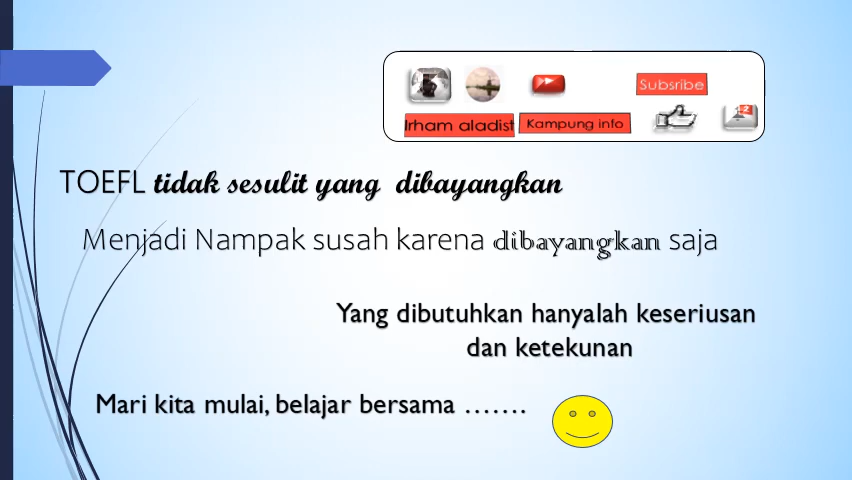 Subsribe
2
Irham aladist Kampung info
TOEFL tidak sesulit yang dibayangkan
Menjadi Nampak susah karena dibayangkan saja
Yang dibutuhkan hanyalah keseriusan
dan ketekunan
Mari kita mulai, belajar bersama …….